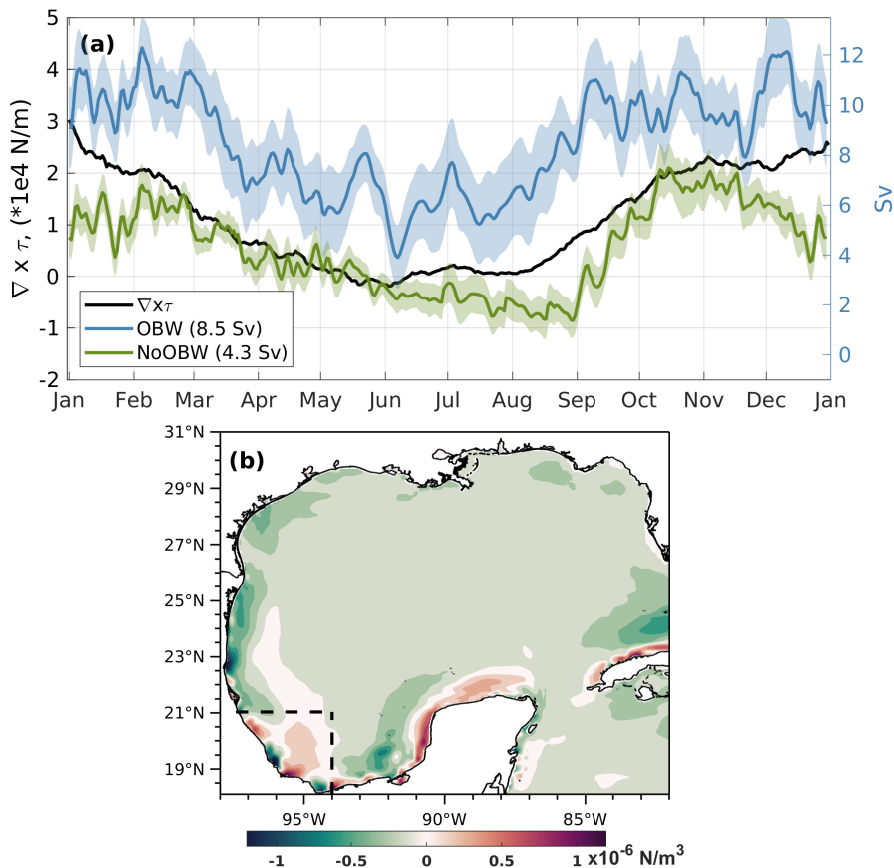 (a)
5
4
3
2
1
0
-1
-2
∇ x τ, (*1e4 N/m)
12
10
8
6
4
2
0
Sv
∇xτ
OBW (8.5 Sv)
NoOBW (4.3 Sv)
Jan Feb Mar Apr May Jun Jul Aug Sep Oct Nov Dec Jan
(b)
31°N
29°N
27°N
25°N
23°N
21°N
19°N
95°W 90°W 85°W
-1 -0.5 0 0.5 1 x10⁻⁶ N/m³